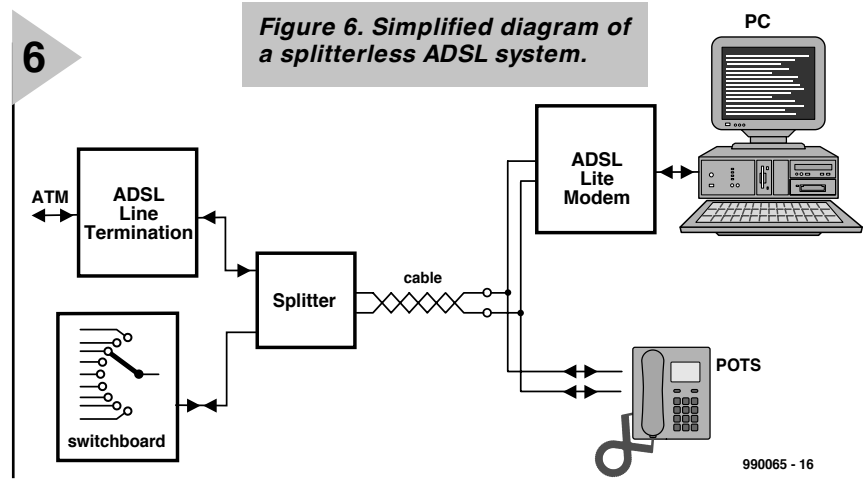 6
Figure 6. Simplified diagram of
a splitterless ADSL system.
PC
ATM
ADSL
Line
Termination
ADSL
Lite
Modem
Splitter
cable
switchboard
POTS
990065 - 16